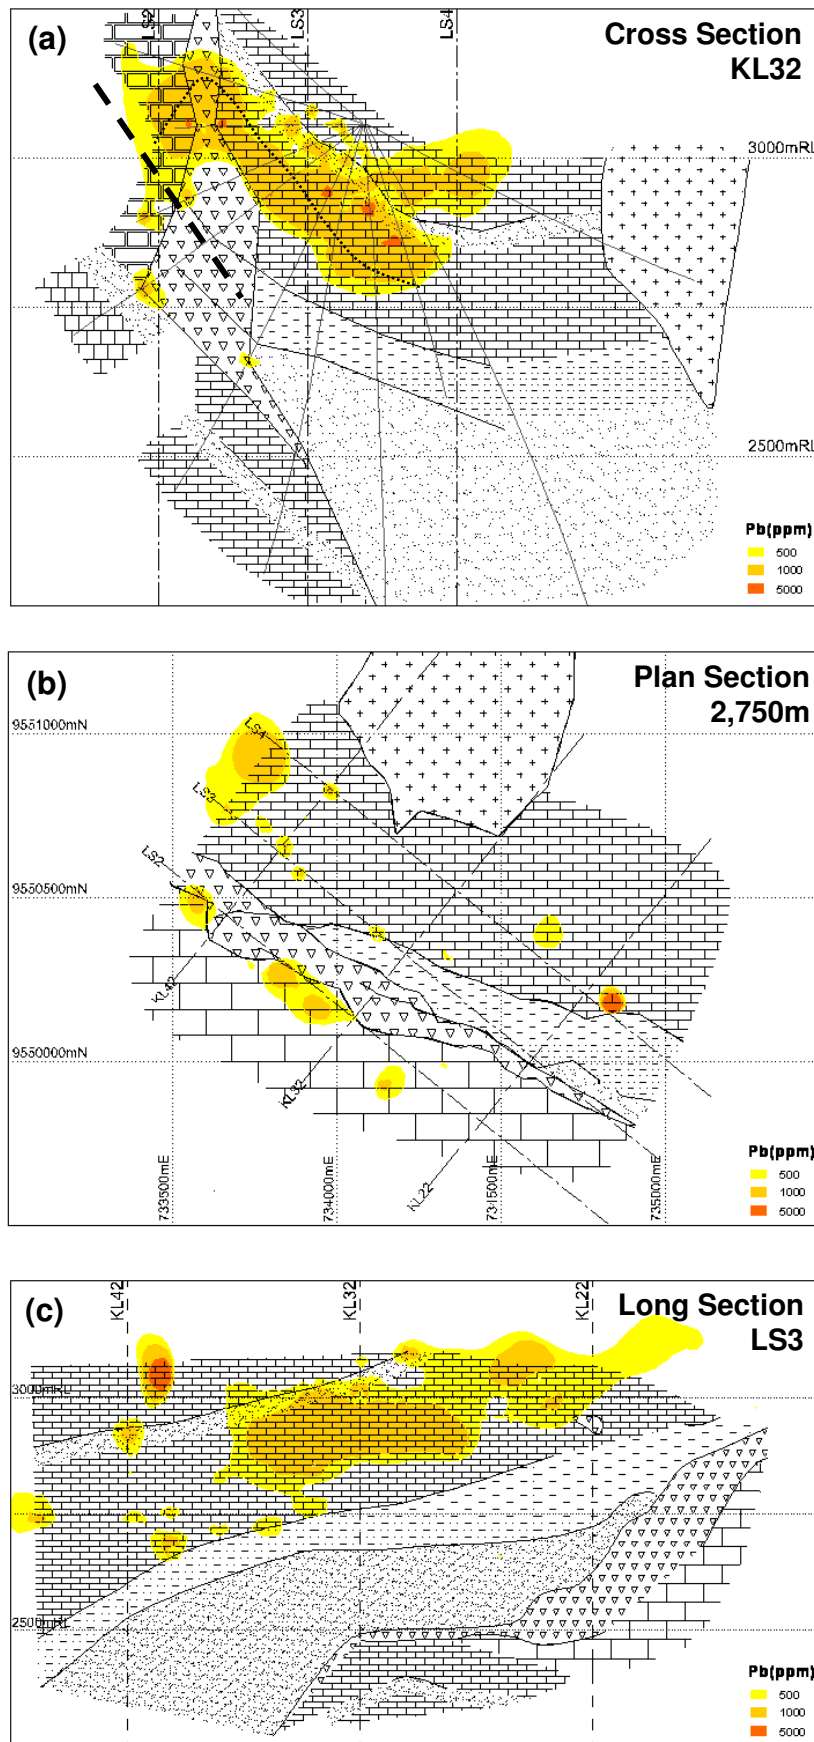 (a)
LS2
LS3
LS4
Cross Section
KL32
3000mRL
2500mRL
Pb(ppm)
500
1000
5000
(b)
Plan Section
2,750m
9551000mN
LS4
LS3
LS2
9550500mN
KL42
9550000mN
KL32
KL22
733500mE
734000mE
734500mE
735000mE
Pb(ppm)
500
1000
5000
(c)
KL42
KL32
KL22
Long Section
LS3
3000mRL
2500mRL
Pb(ppm)
500
1000
5000